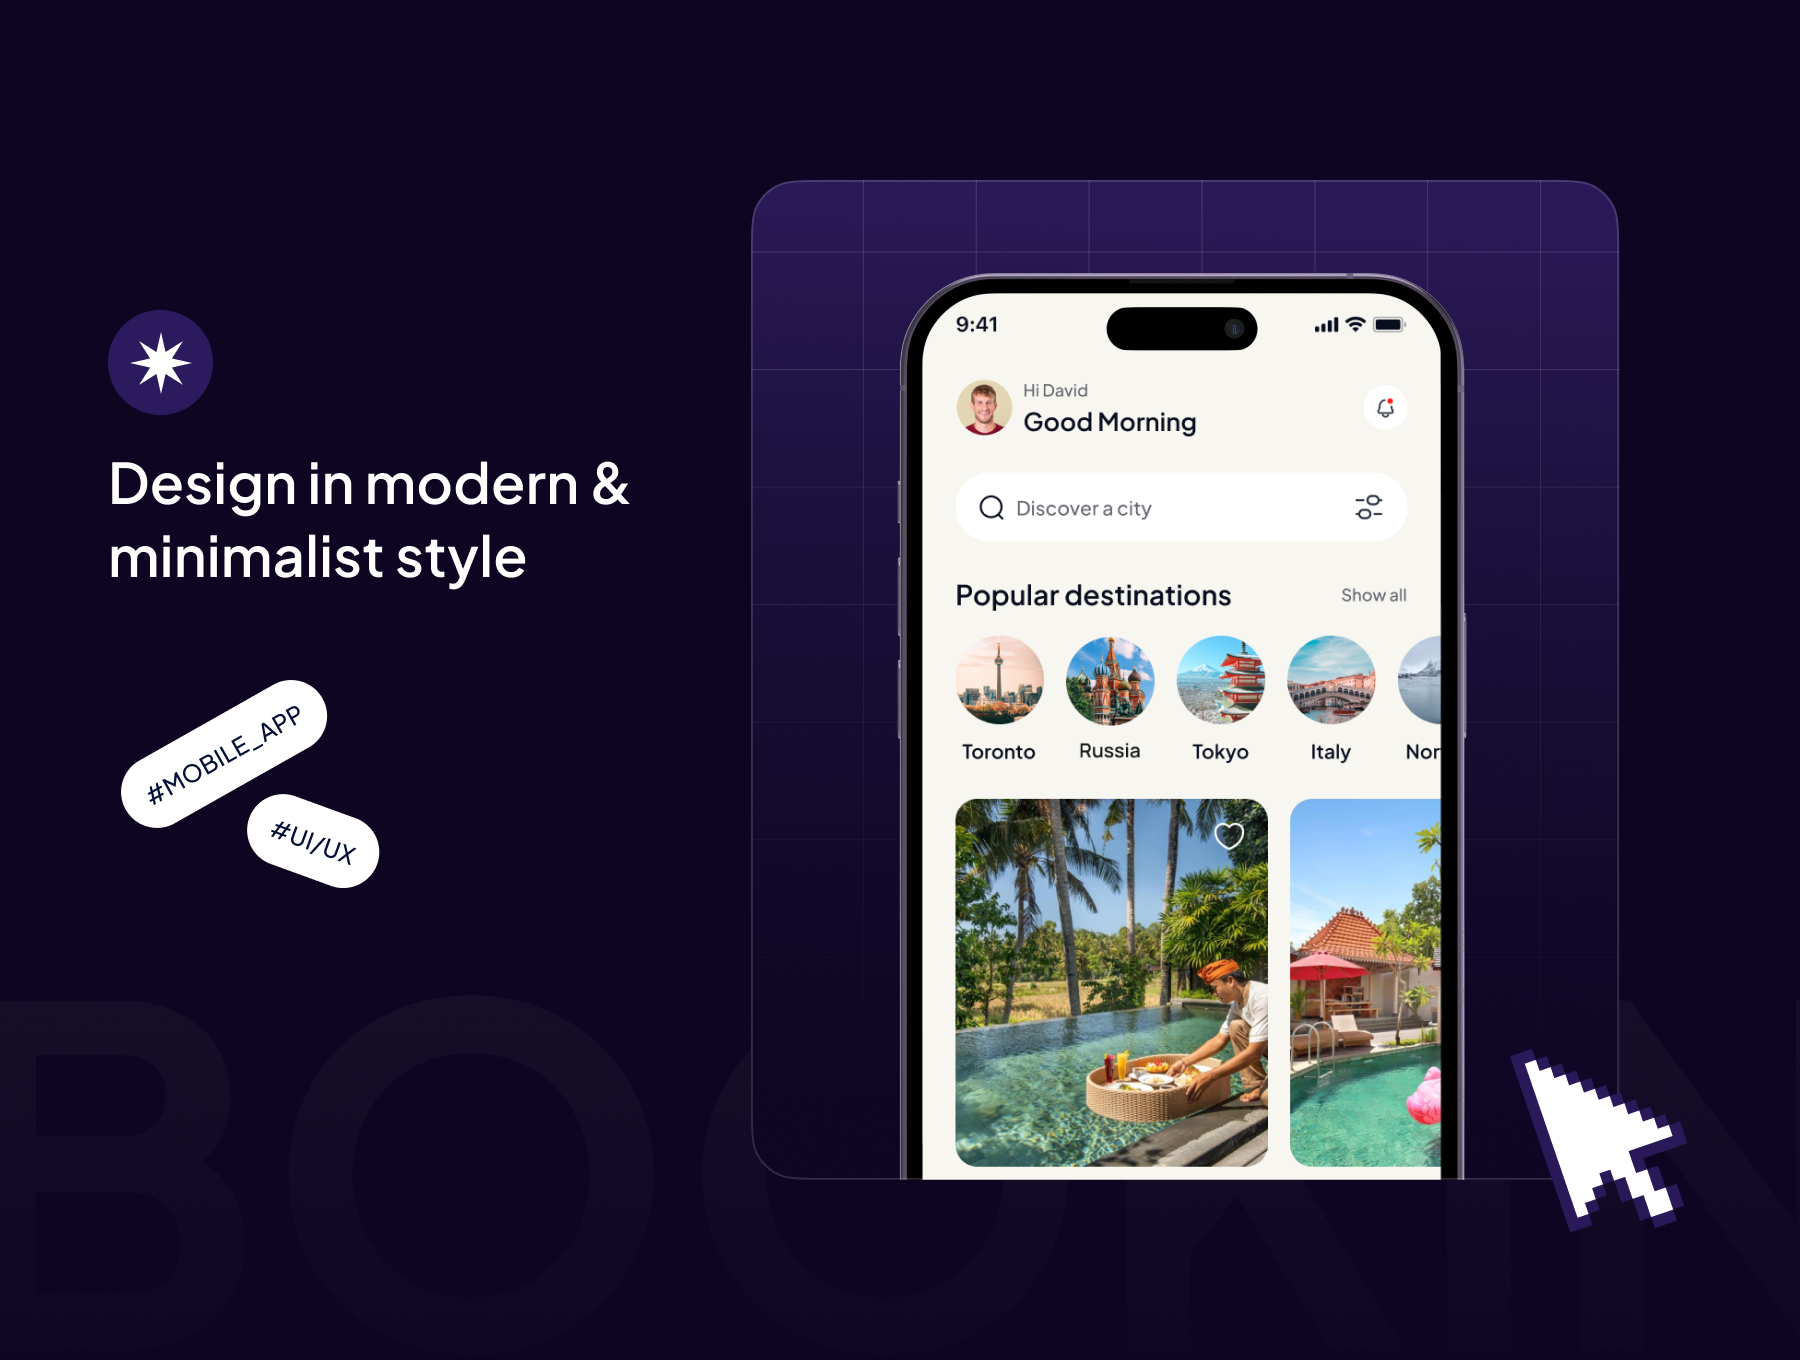 Design in modern &
minimalist style
#MOBILE_APP
#UI/UX
9:41
Hi David
Good Morning
Discover a city
Popular destinations
Show all
Toronto
Russia
Tokyo
Italy
Nor
BOOKIN